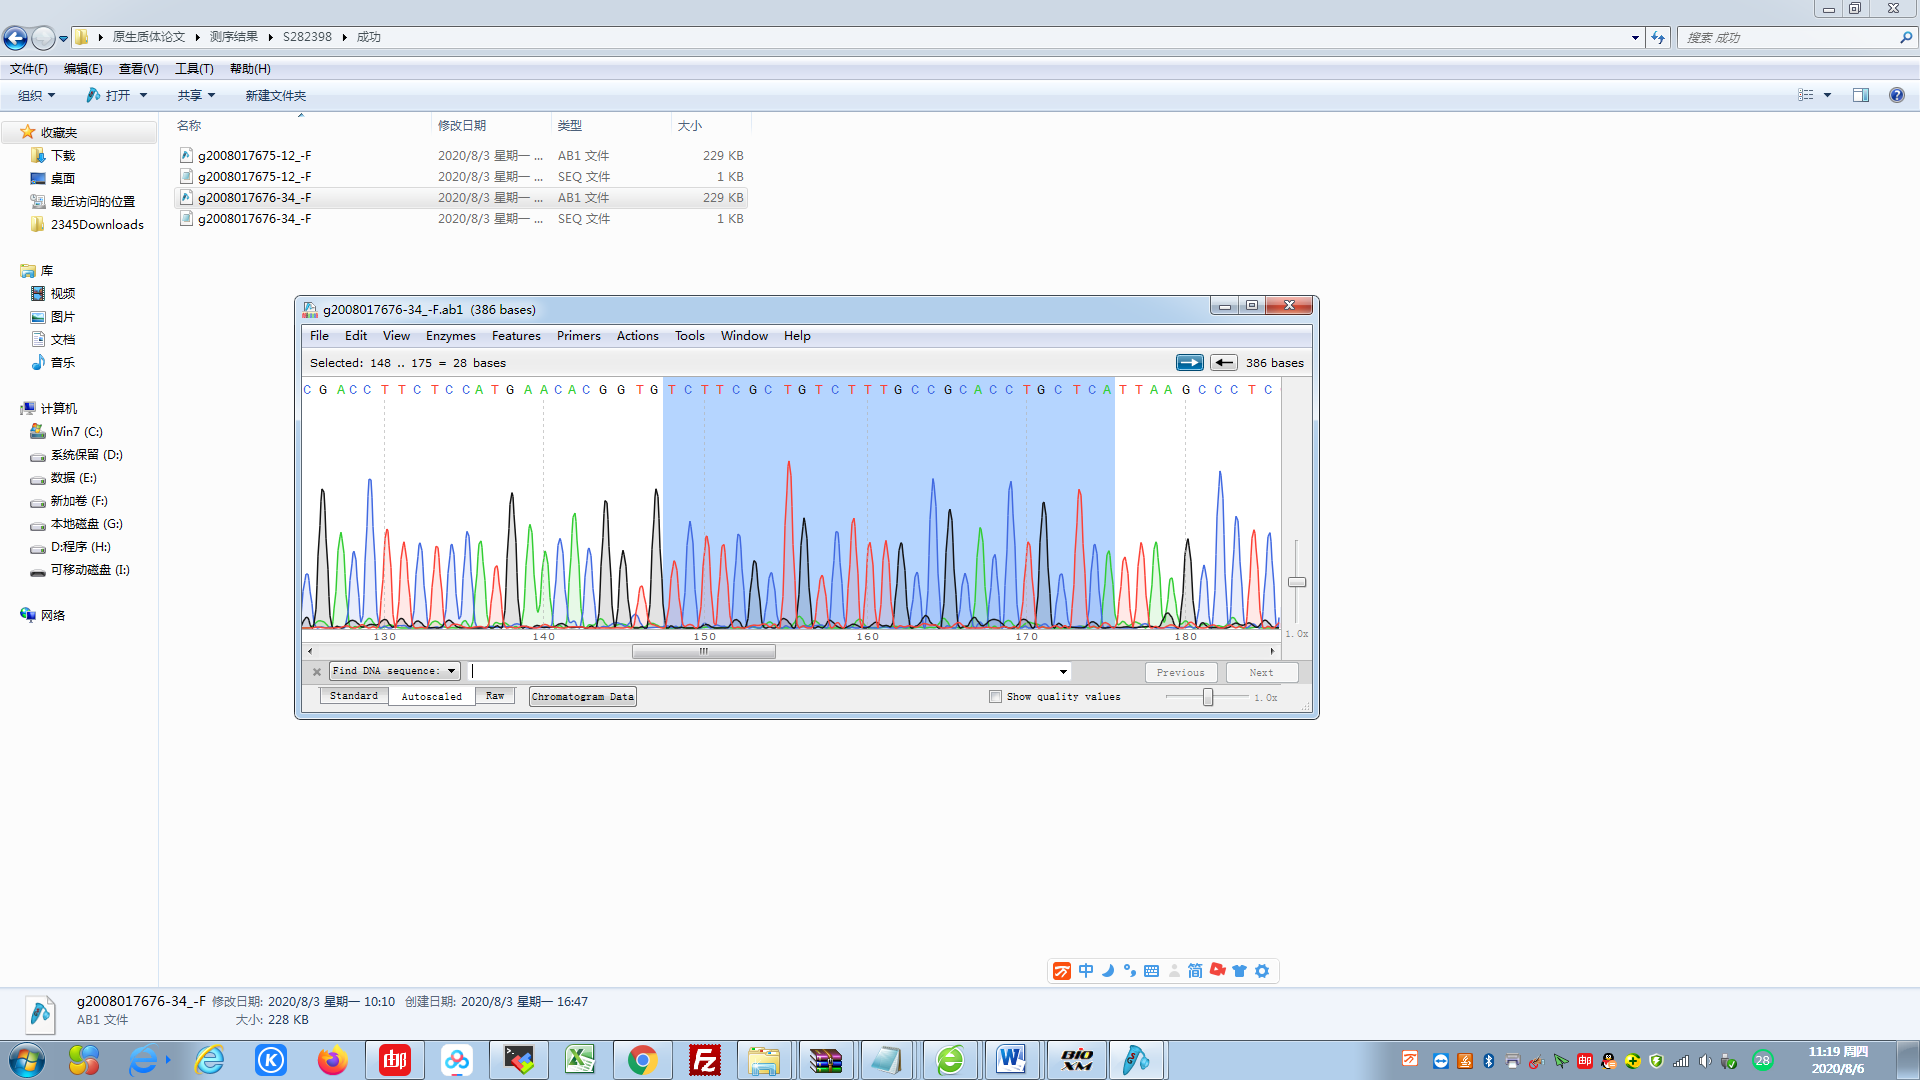 原生质体论文 测序结果 S282398 成功
搜索 成功
文件(F) 编辑(E) 查看(V) 工具(T) 帮助(H)
组织 打开 共享 新建文件夹
名称 修改日期 类型 大小
收藏夹
下载
桌面
最近访问的位置
2345Downloads
库
视频
图片
文档
音乐
计算机
Win7 (C:)
系统保留 (D:)
数据 (E:)
新加卷 (F:)
本地磁盘 (G:)
D:程序 (H:)
可移动磁盘 (I:)
网络
g2008017675-12_-F 2020/8/3 星期一 ... AB1 文件 229 KB
g2008017675-12_-F 2020/8/3 星期一 ... SEQ 文件 1 KB
g2008017676-34_-F 2020/8/3 星期一 ... AB1 文件 229 KB
g2008017676-34_-F 2020/8/3 星期一 ... SEQ 文件 1 KB
g2008017676-34_-F.ab1 (386 bases)
File Edit View Enzymes Features Primers Actions Tools Window Help
Selected: 148 .. 175 = 28 bases 386 bases
C G A C C T T C T C C A T G A A C A C G G T G T C T T C G C T G T C T T T G C C G C A C C T G C T C A T T A A G C C C T C
130 140 150 160 170 180
1.0x
Find DNA sequence: Previous Next
Standard Autoscaled Raw Chromatogram Data Show quality values 1.0x
中 简
g2008017676-34_-F 修改日期: 2020/8/3 星期一 10:10 创建日期: 2020/8/3 星期一 16:47
AB1 文件 大小: 228 KB
邮 BIO XM 28
11:19 周四
2020/8/6